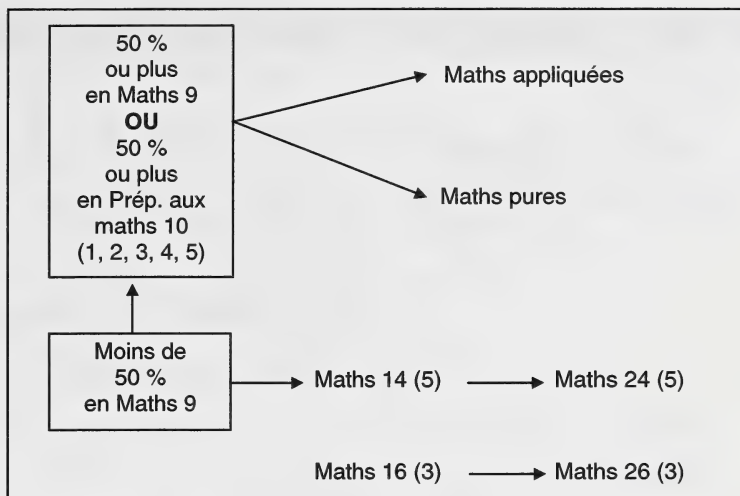 50 %
ou plus
en Maths 9
OU
50 %
ou plus
en Prép. aux
maths 10
(1, 2, 3, 4, 5)
Maths appliquées
Maths pures
Moins de
50 %
en Maths 9
Maths 14 (5)
Maths 24 (5)
Maths 16 (3)
Maths 26 (3)